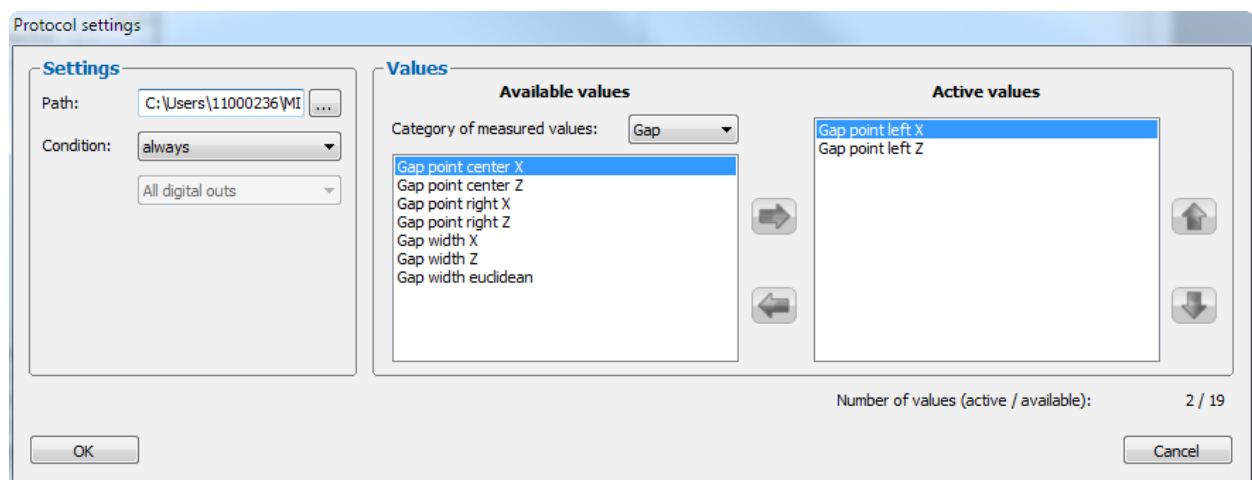 Protocol settings
Settings
Path:
C:\Users\11000236\MI
...
Condition:
always
All digital outs
Values
Available values
Category of measured values:
Gap
Gap point center X
Gap point center Z
Gap point right X
Gap point right Z
Gap width X
Gap width Z
Gap width euclidean
Active values
Gap point left X
Gap point left Z
Number of values (active / available):
2 / 19
OK
Cancel